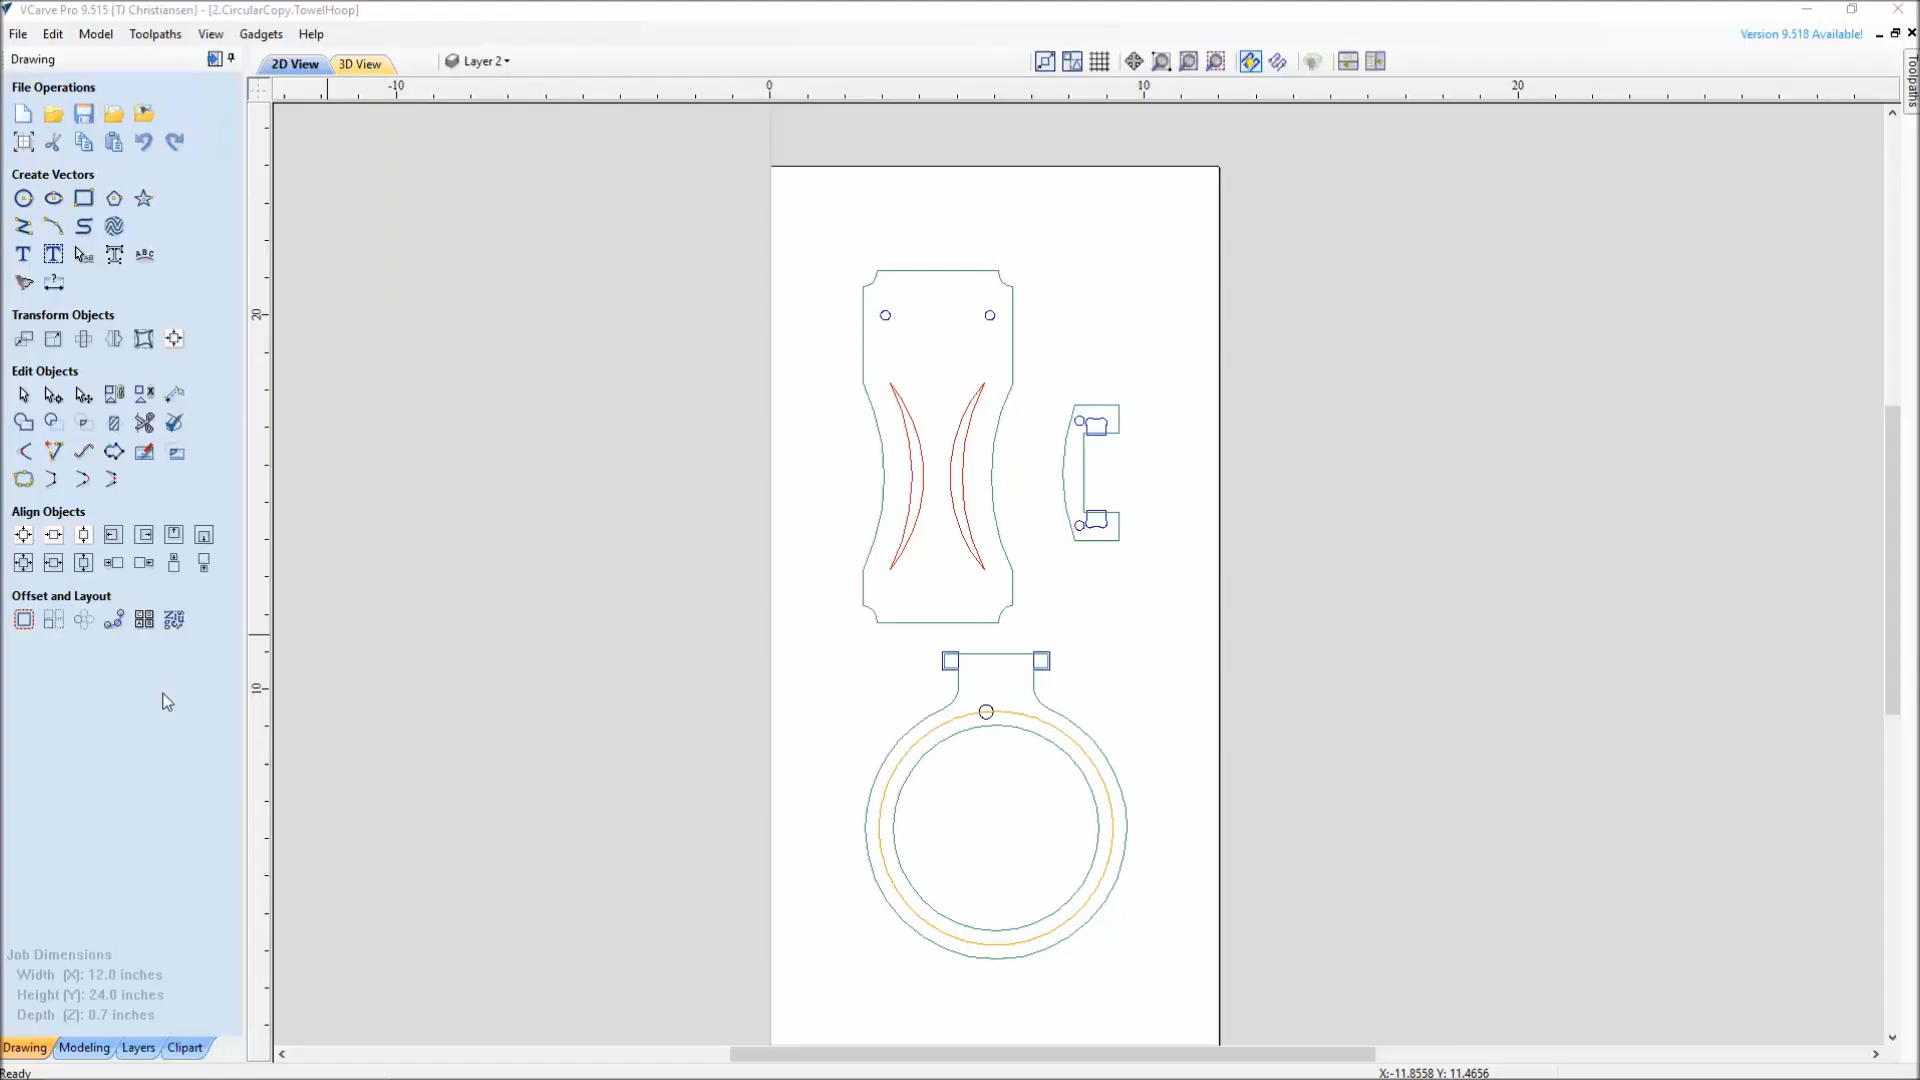 VCarve Pro 9.515 {TJ Christiansen} - [2.CircularCopy.TowelHoop]
File Edit Model Toolpaths View Gadgets Help
Version 9.518 Available!
Drawing
2D View 3D View Layer 2
Toolpaths
-10 0 10 20
File Operations
Create Vectors
Transform Objects
20
Edit Objects
Align Objects
Offset and Layout
10
Job Dimensions
Width (X): 12.0 inches
Height (Y): 24.0 inches
Depth (Z): 0.7 inches
Drawing Modeling Layers Clipart
Ready
X:-11.8558 Y: 11.4656